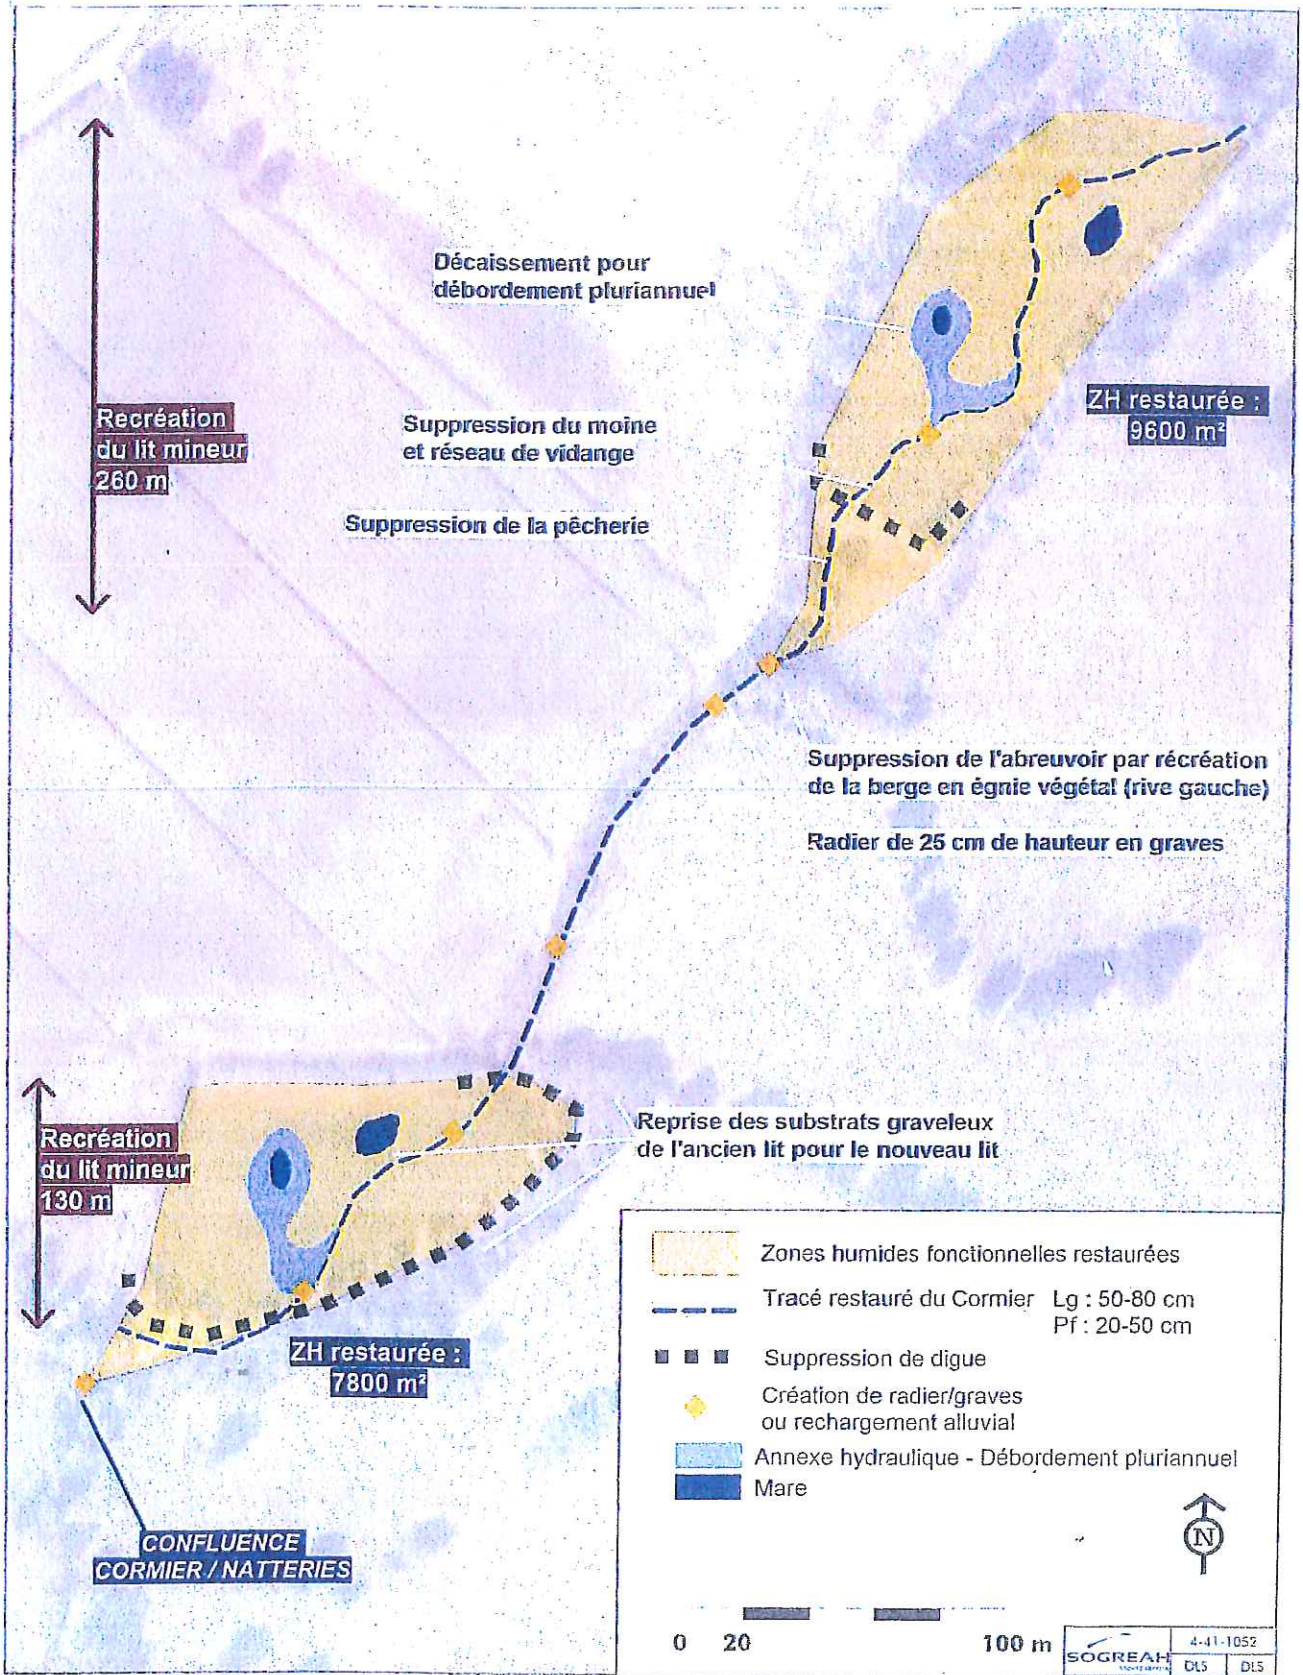 Décaissement pour
débordement pluriannuel
ZH restaurée :
9600 m²
Recréation
du lit mineur
260 m
Suppression du moine
et réseau de vidange
Suppression de la pêcherie
Suppression de l'abreuvoir par récréation
de la berge en égnie végétal (rive gauche)
Radier de 25 cm de hauteur en graves
Recréation
du lit mineur
130 m
Reprise des substrats graveleux
de l'ancien lit pour le nouveau lit
ZH restaurée :
7800 m²
CONFLUENCE
CORMIER / NATTERIES
Zones humides fonctionnelles restaurées
Tracé restauré du Cormier Lg : 50-80 cm
Pf : 20-50 cm
Suppression de digue
Création de radier/graves
ou rechargement alluvial
Annexe hydraulique - Débordement pluriannuel
Mare
N
0 20 100 m
SOGREAH
4-41-1052
DLS DLS